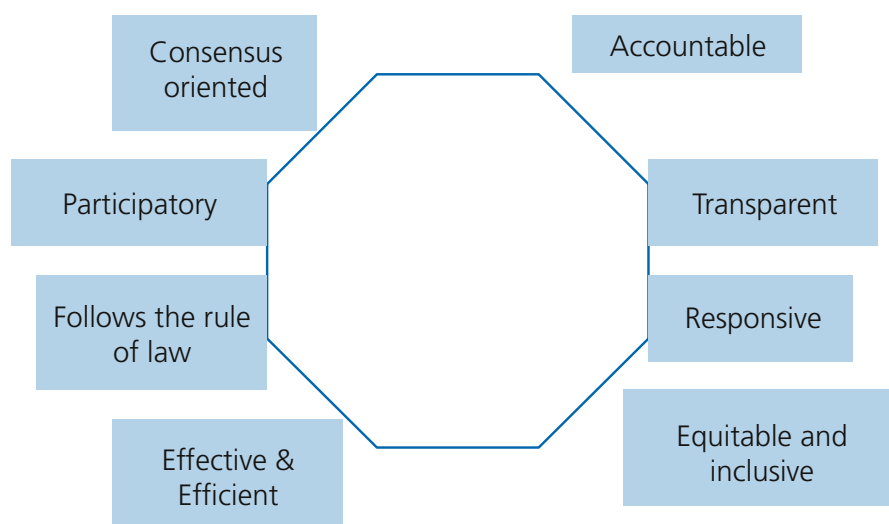 Consensus
oriented
Accountable
Participatory
Transparent
Follows the rule
of law
Responsive
Effective &
Efficient
Equitable and
inclusive